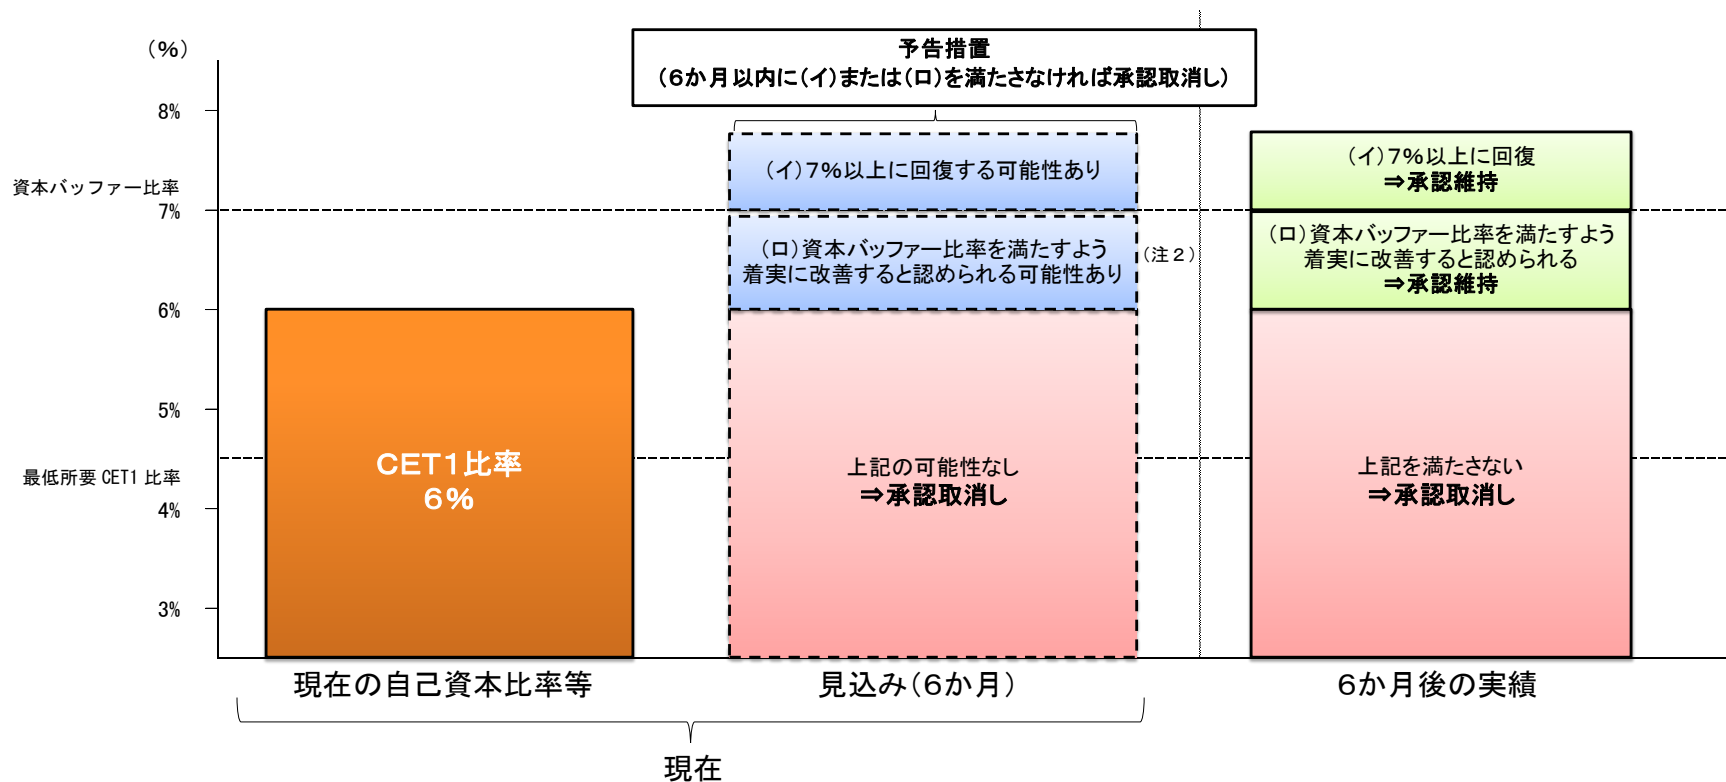 (%)
予告措置
(6か月以内に(イ)または(ロ)を満たさなければ承認取消し)
8%
資本バッファー比率
7%
6%
5%
最低所要 CET1 比率
4%
3%
CET1比率
6%
(イ)7%以上に回復する可能性あり
(ロ)資本バッファー比率を満たすよう
着実に改善すると認められる可能性あり
(注2)
上記の可能性なし
⇒承認取消し
(イ)7%以上に回復
⇒承認維持
(ロ)資本バッファー比率を満たすよう
着実に改善すると認められる
⇒承認維持
上記を満たさない
⇒承認取消し
現在の自己資本比率等
見込み(6か月)
6か月後の実績
現在